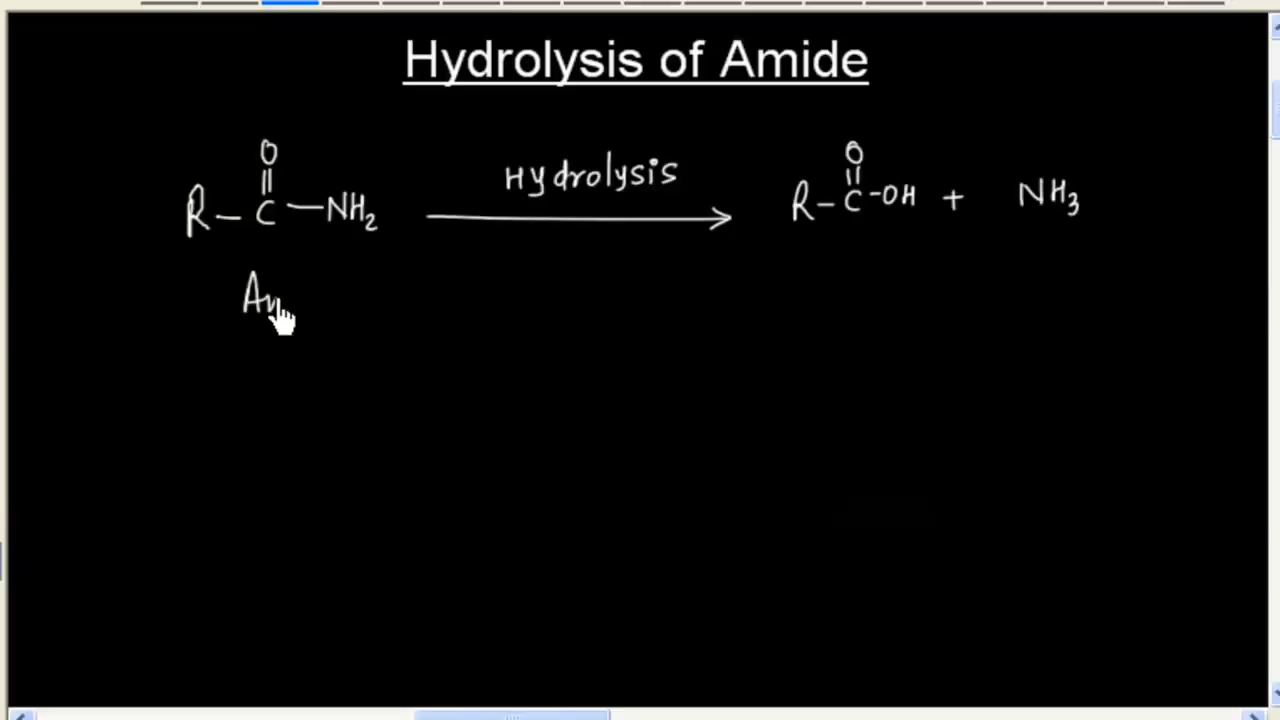 Hydrolysis of Amide
O O
|| Hydrolysis ||
R – C – NH₂ ⟶ R – C – OH + NH₃